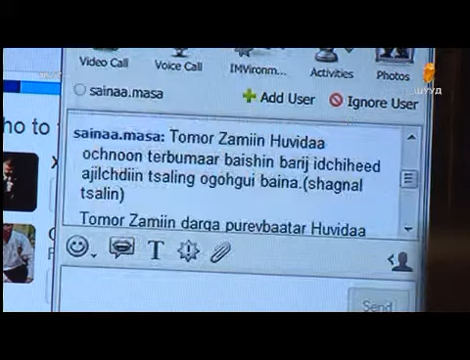 ШУУД
Video Call Voice Call IMVironm... Activities Photos
sainaa.masa Add User Ignore User
ho to
sainaa.masa: Tomor Zamiin Huvidaa
ochnoon terbumaar baishin barij idchiheed
ajilchdiin tsaling ogohgui baina.(shagnal
tsalin)
Tomor Zamiin darga purevbaatar Huvidaa
T
Send